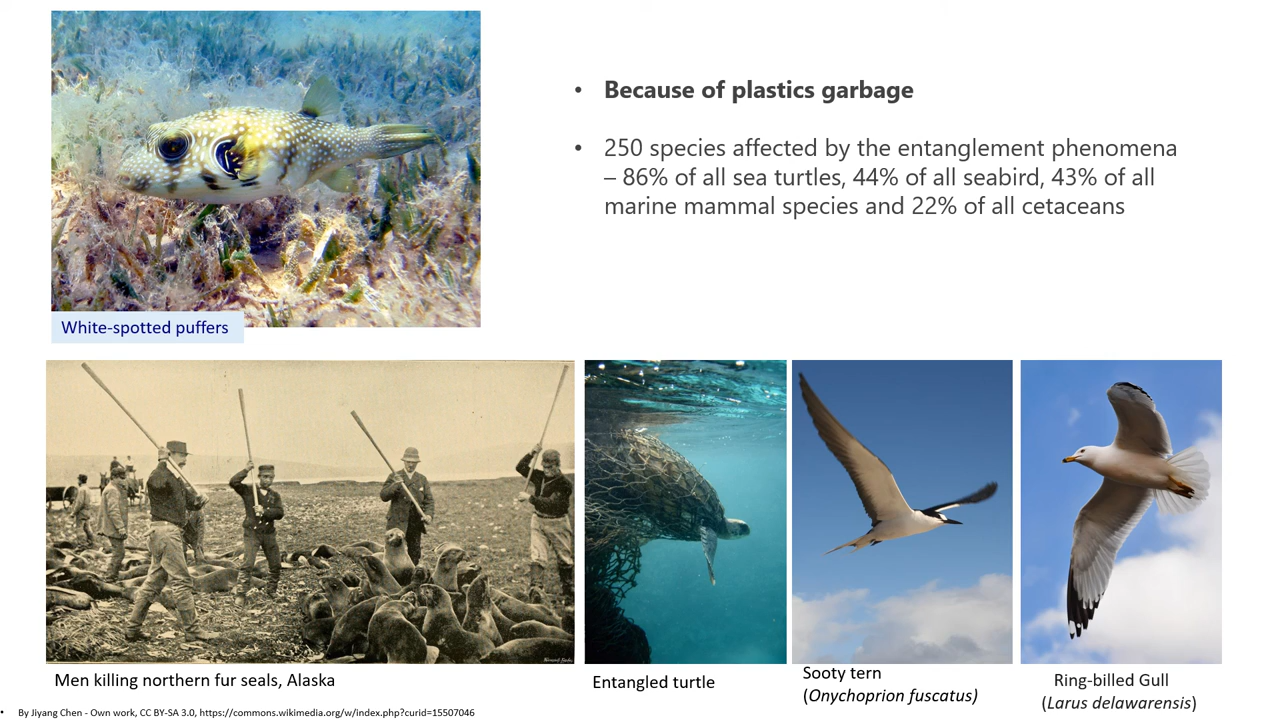 • Because of plastics garbage
• 250 species affected by the entanglement phenomena
– 86% of all sea turtles, 44% of all seabird, 43% of all
marine mammal species and 22% of all cetaceans
White-spotted puffers
Men killing northern fur seals, Alaska
Entangled turtle
Sooty tern
(Onychoprion fuscatus)
Ring-billed Gull
(Larus delawarensis)
• By Jiyang Chen - Own work, CC BY-SA 3.0, https://commons.wikimedia.org/w/index.php?curid=15507046